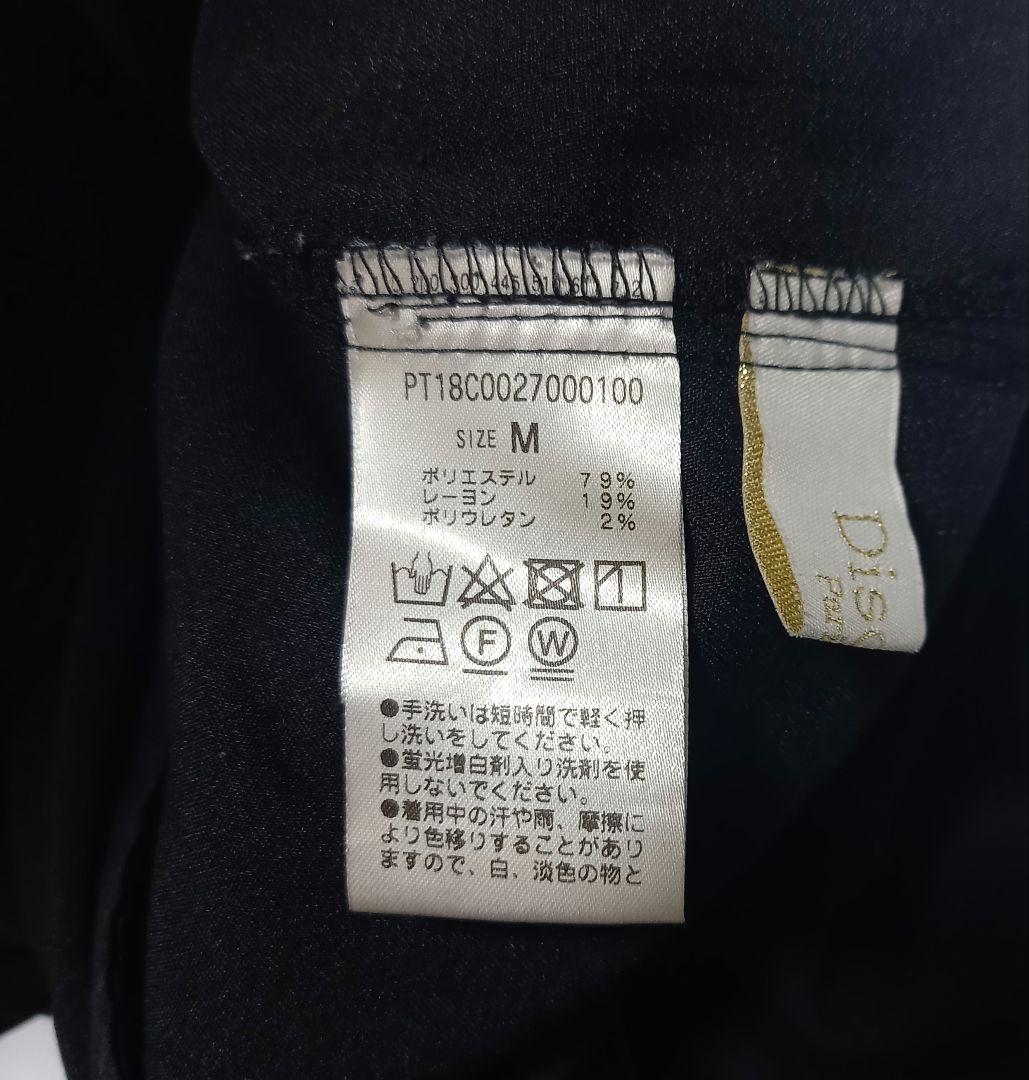 PT18C0027000100
SIZE M
ポリエステル 79%
レーヨン 19%
ポリウレタン 2%
F W
●手洗いは短時間で軽く押
し洗いをしてください。
●蛍光増白剤入り洗剤を使
用しないでください。
●着用中の汗や雨、摩擦に
より色移りすることがあり
ますので、白、淡色の物と